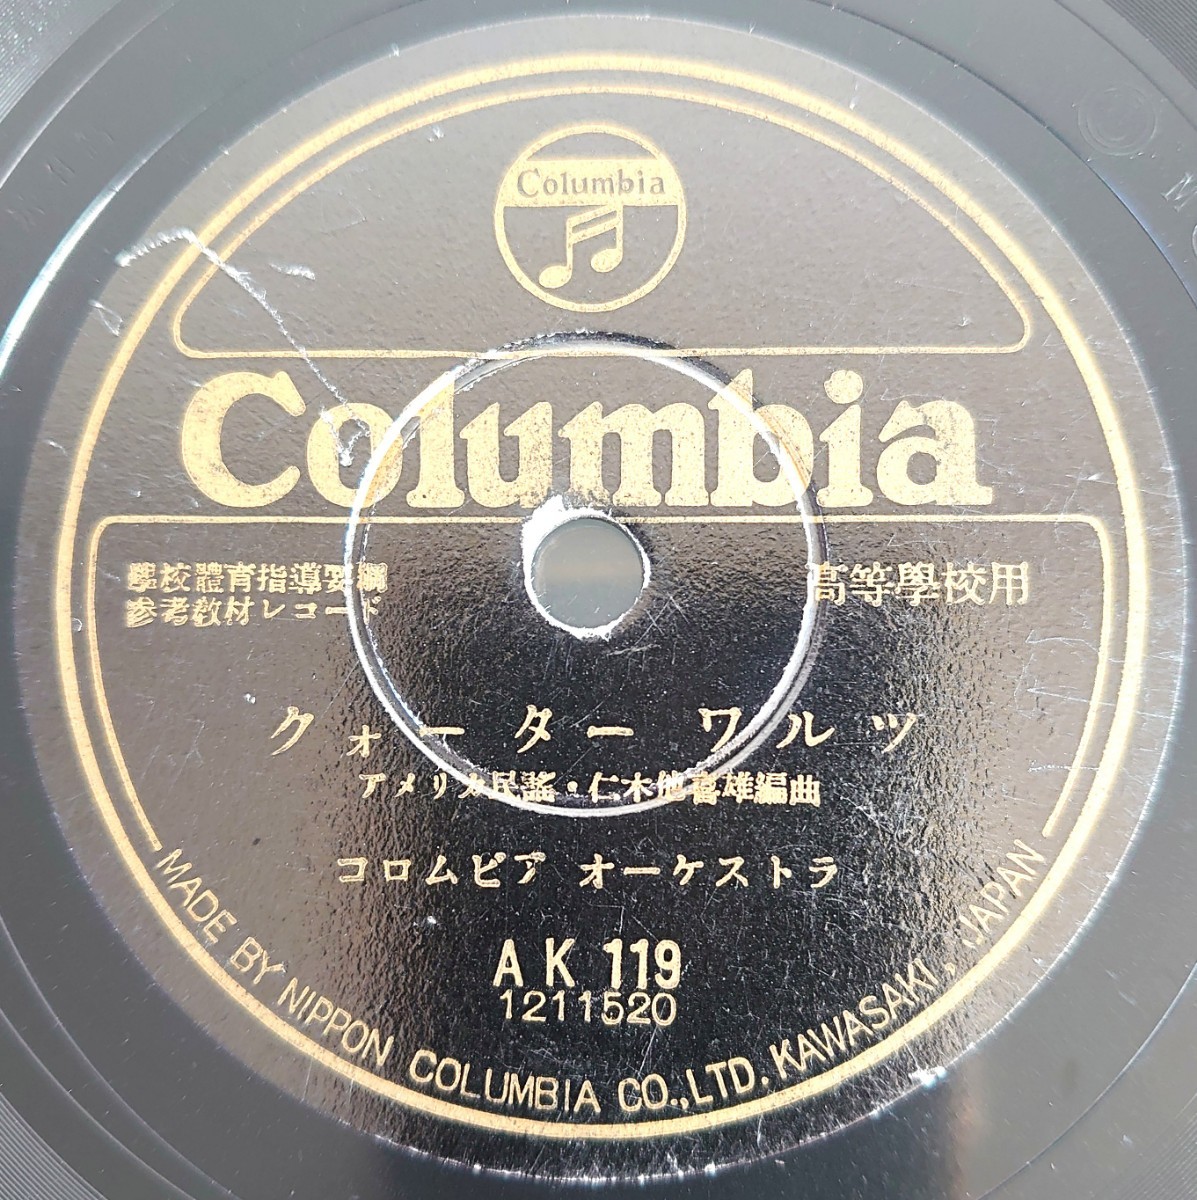 Columbia
Columbia
學校體育指導要綱
参考教材レコード
高等學校用
クォーター ワルツ
アメリカ民謠・仁木他喜雄編曲
コロムビア オーケストラ
AK 119
1211520
MADE BY NIPPON COLUMBIA CO.,LTD. KAWASAKI, JAPAN